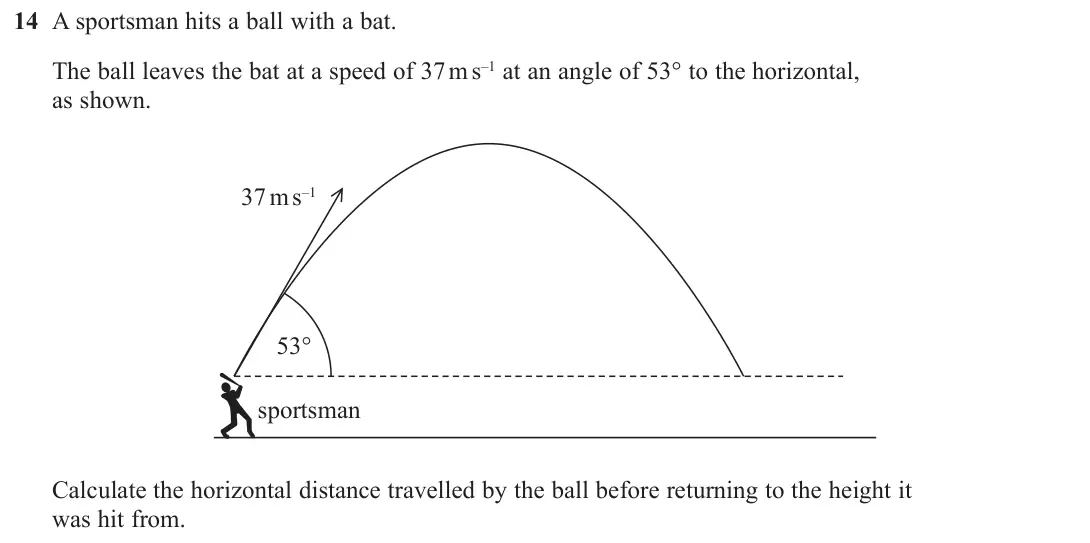 14 A sportsman hits a ball with a bat.
The ball leaves the bat at a speed of 37 m s⁻¹ at an angle of 53° to the horizontal,
as shown.
37 m s⁻¹
53°
sportsman
Calculate the horizontal distance travelled by the ball before returning to the height it
was hit from.